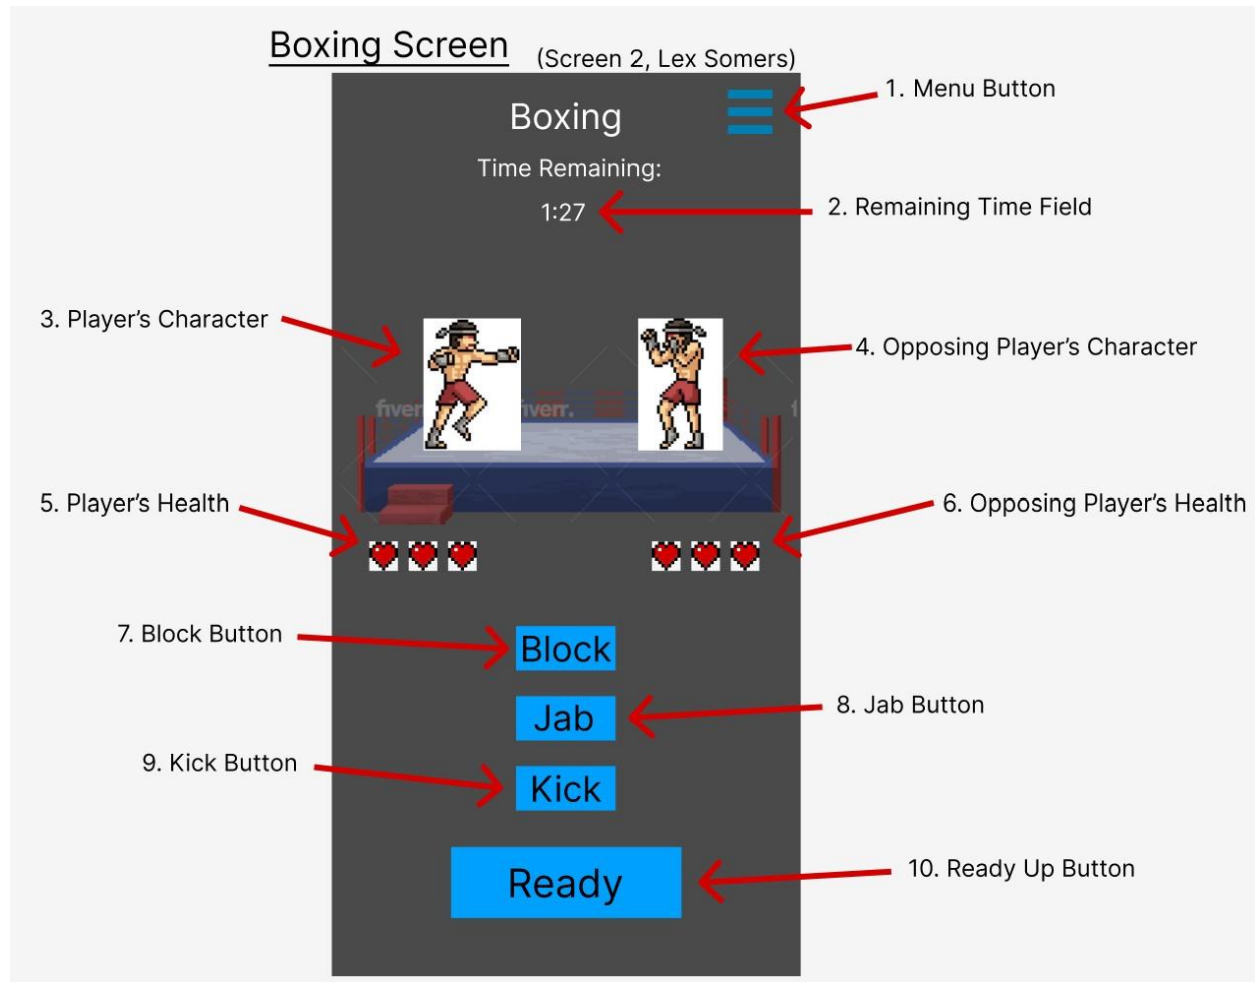 Boxing Screen
(Screen 2, Lex Somers)
1. Menu Button
Boxing
Time Remaining:
1:27
2. Remaining Time Field
3. Player's Character
4. Opposing Player's Character
fiverr.
5. Player's Health
6. Opposing Player's Health
7. Block Button
Block
8. Jab Button
Jab
9. Kick Button
Kick
10. Ready Up Button
Ready